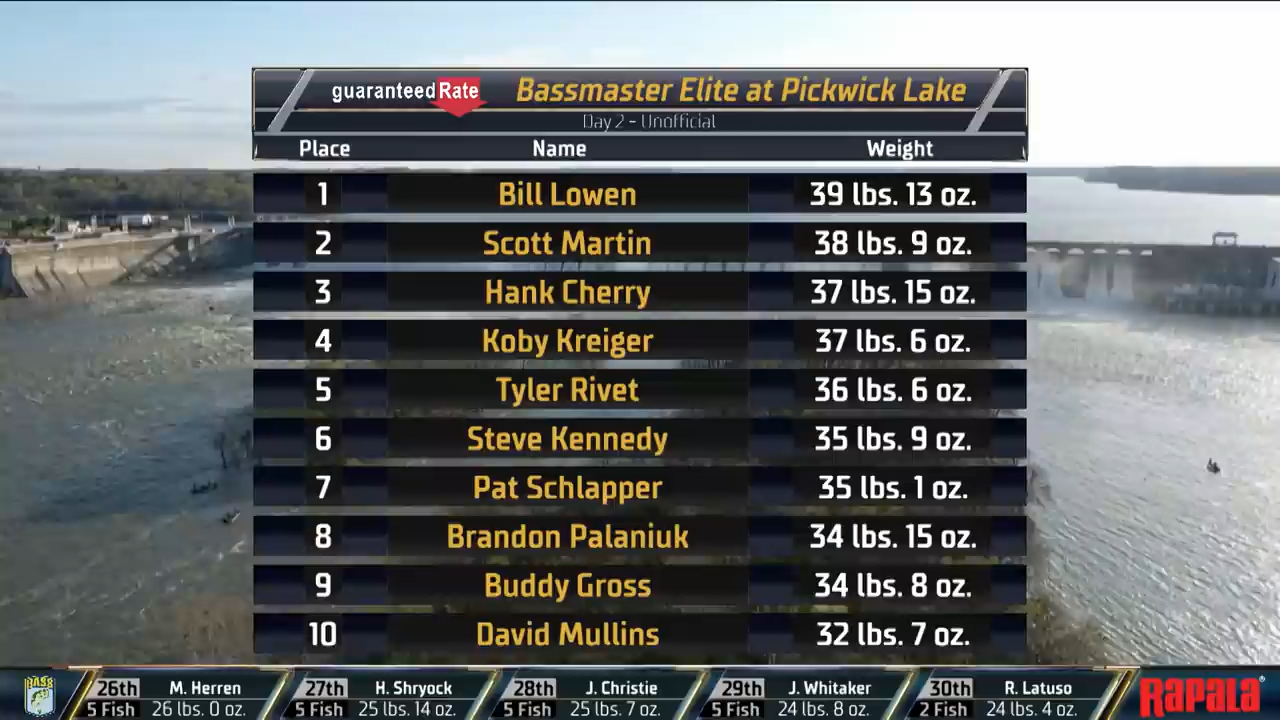 guaranteed Rate Bassmaster Elite at Pickwick Lake
Day 2 - Unofficial
Place Name Weight
1 Bill Lowen 39 lbs. 13 oz.
2 Scott Martin 38 lbs. 9 oz.
3 Hank Cherry 37 lbs. 15 oz.
4 Koby Kreiger 37 lbs. 6 oz.
5 Tyler Rivet 36 lbs. 6 oz.
6 Steve Kennedy 35 lbs. 9 oz.
7 Pat Schlapper 35 lbs. 1 oz.
8 Brandon Palaniuk 34 lbs. 15 oz.
9 Buddy Gross 34 lbs. 8 oz.
10 David Mullins 32 lbs. 7 oz.
BASS 26th M. Herren 27th H. Shryock 28th J. Christie 29th J. Whitaker 30th R. Latuso RAPALA®
5 Fish 26 lbs. 0 oz. 5 Fish 25 lbs. 14 oz. 5 Fish 25 lbs. 7 oz. 5 Fish 24 lbs. 8 oz. 2 Fish 24 lbs. 4 oz.